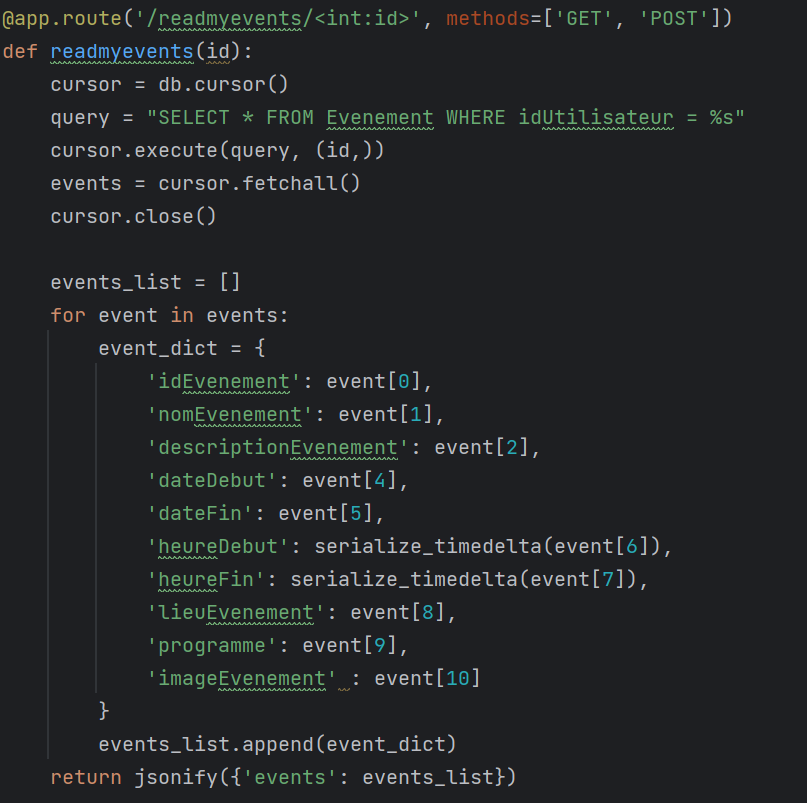 @app.route('/readmyevents/<int:id>', methods=['GET', 'POST'])
def readmyevents(id):
    cursor = db.cursor()
    query = "SELECT * FROM Evenement WHERE idUtilisateur = %s"
    cursor.execute(query, (id,))
    events = cursor.fetchall()
    cursor.close()

    events_list = []
    for event in events:
        event_dict = {
            'idEvenement': event[0],
            'nomEvenement': event[1],
            'descriptionEvenement': event[2],
            'dateDebut': event[4],
            'dateFin': event[5],
            'heureDebut': serialize_timedelta(event[6]),
            'heureFin': serialize_timedelta(event[7]),
            'lieuEvenement': event[8],
            'programme': event[9],
            'imageEvenement' : event[10]
        }
        events_list.append(event_dict)
    return jsonify({'events': events_list})